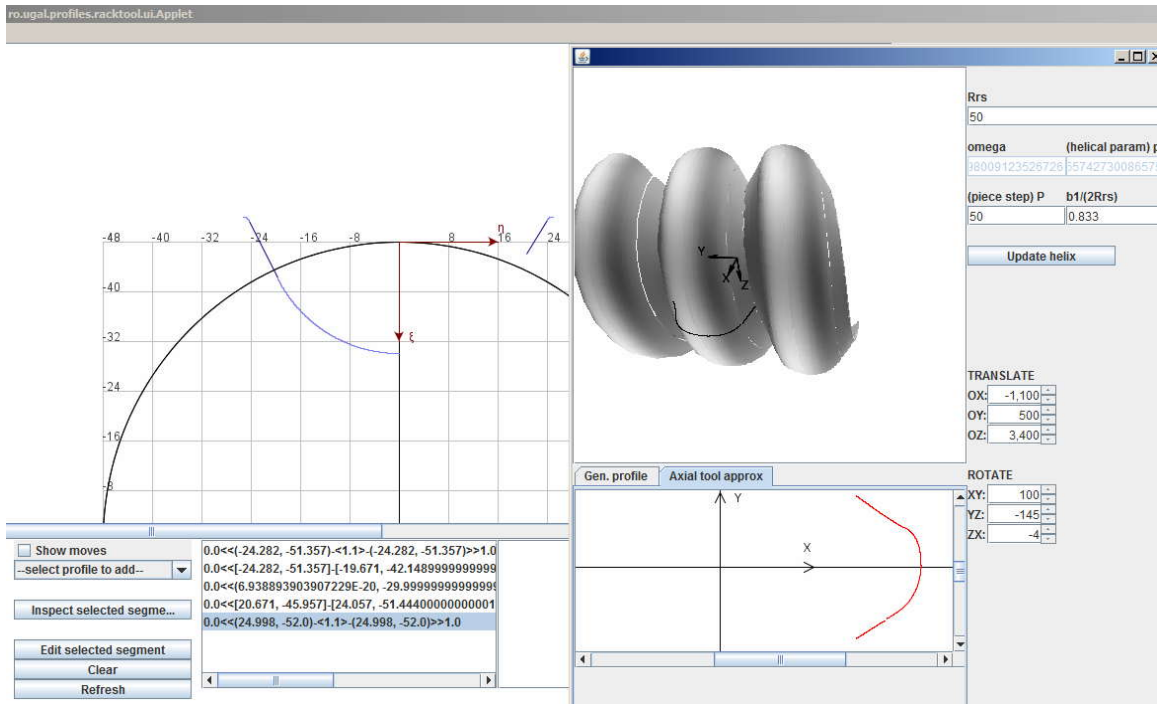 ro.ugal.profiles.racktool.ui.Applet
Rrs
50
omega (helical param) p
(piece step) P b1/(2Rrs)
50 0.833
Update helix
η
-48 -40 -32 -24 -16 -8 8 16 24
-40
-32
ξ
-24
-16
-8
Y
X Z
TRANSLATE
OX: -1,100
OY: 500
OZ: 3,400
Gen. profile Axial tool approx
ROTATE
XY: 100
YZ: -145
ZX: -4
Y
X
Show moves
--select profile to add--
Inspect selected segme...
Edit selected segment
Clear
Refresh
0.0<<(-24.282, -51.357)-<1.1>-(-24.282, -51.357)>>1.0
0.0<<[-24.282, -51.357]-[-19.671, -42.1489999999999
0.0<<(6.938893903907229E-20, -29.9999999999999
0.0<<[20.671, -45.957]-[24.057, -51.44400000000001
0.0<<(24.998, -52.0)-<1.1>-(24.998, -52.0)>>1.0